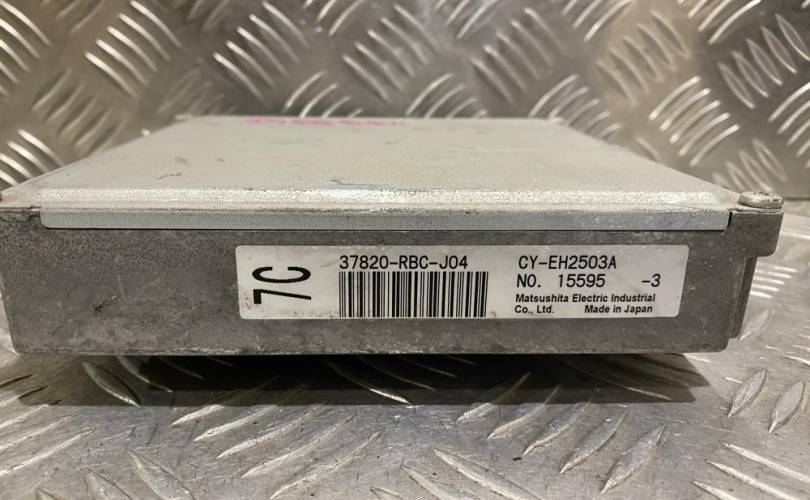 7C
37820-RBC-J04
CY-EH2503A
NO. 15595 -3
Matsushita Electric Industrial
Co., Ltd. Made in Japan